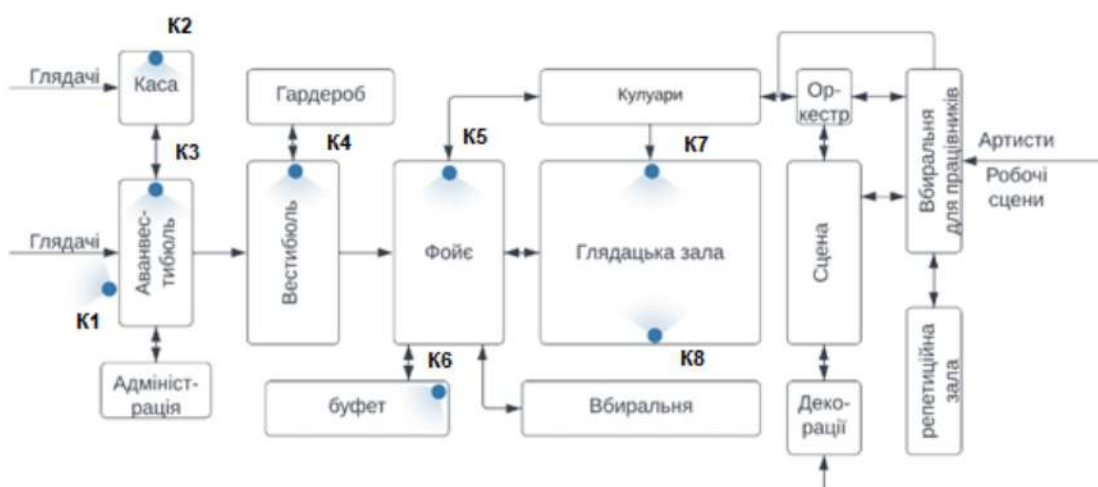 К2
Глядачі
Каса
К3
Глядачі
Аванвес-
тибюль
К1
Адмініст-
рація
Гардероб
К4
Вестибюль
К5
Фойє
К6
буфет
Кулуари
К7
Глядацька зала
К8
Вбиральня
Ор-
кестр
Сцена
Деко-
рації
Вбиральня
для працівників
Артисти
Робочі
сцени
репетиційна
зала